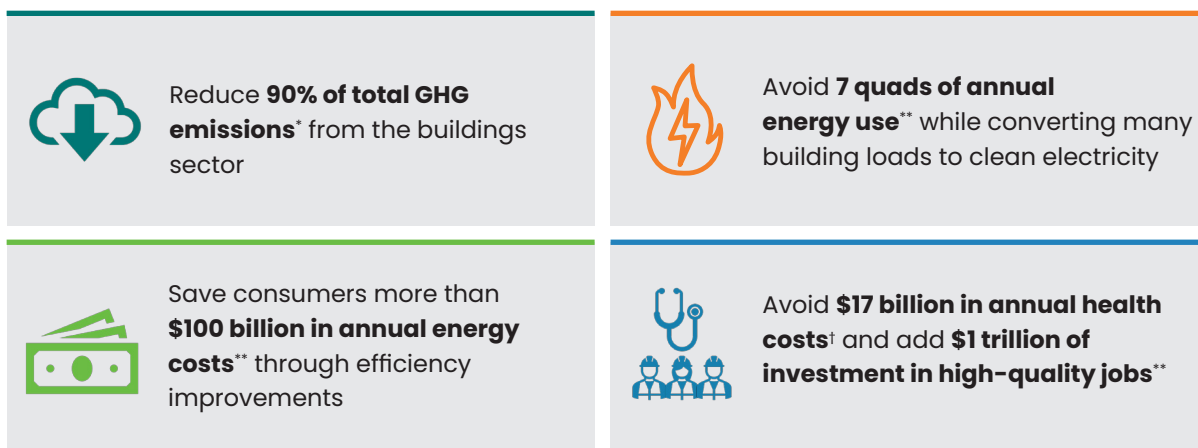 Reduce 90% of total GHG
emissions* from the buildings
sector
Avoid 7 quads of annual
energy use** while converting many
building loads to clean electricity
Save consumers more than
$100 billion in annual energy
costs** through efficiency
improvements
Avoid $17 billion in annual health
costs† and add $1 trillion of
investment in high-quality jobs**